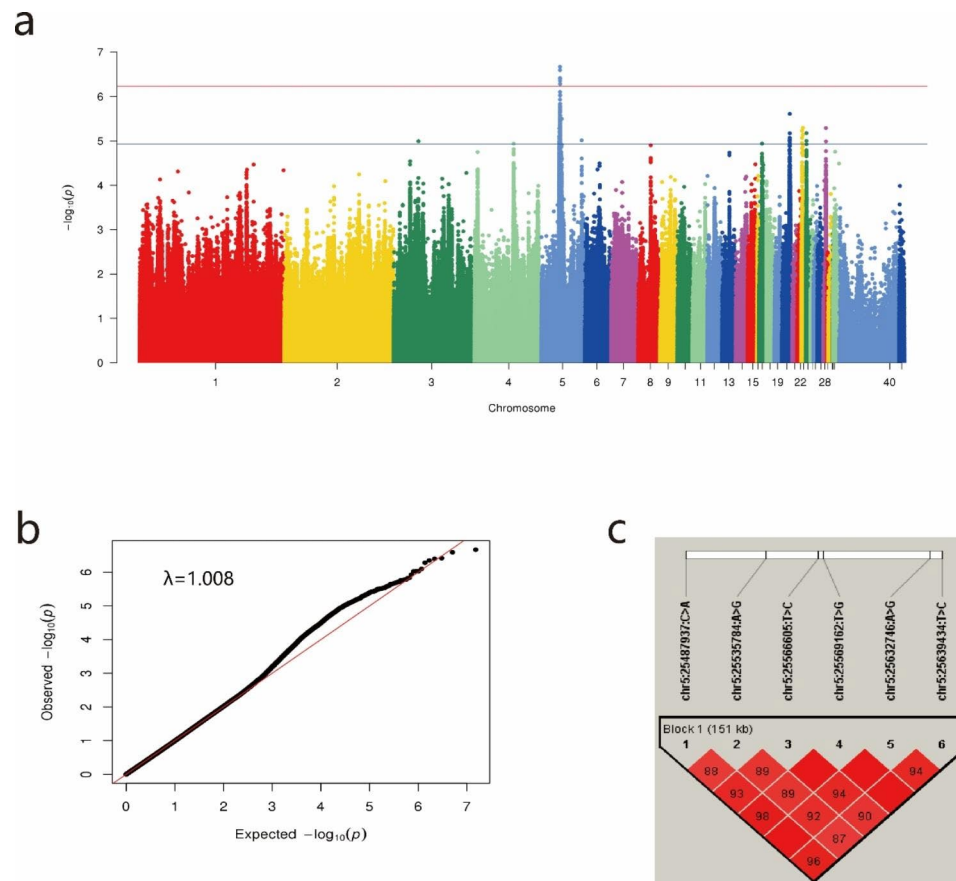 a
7
6
5
4
3
2
1
0
−log₁₀(p)
1 2 3 4 5 6 7 8 9 11 13 15 19 22 28 40
Chromosome
b
λ=1.008
6
5
4
3
2
1
0
Observed −log₁₀(p)
0 1 2 3 4 5 6 7
Expected −log₁₀(p)
c
chr5:25487937:C>A
chr5:25535784:A>G
chr5:25566605:T>C
chr5:25569162:T>G
chr5:25632746:A>G
chr5:25639434:T>C
Block 1 (151 kb)
1 2 3 4 5 6
88 89 94
93 89 94
98 92 90
87
96